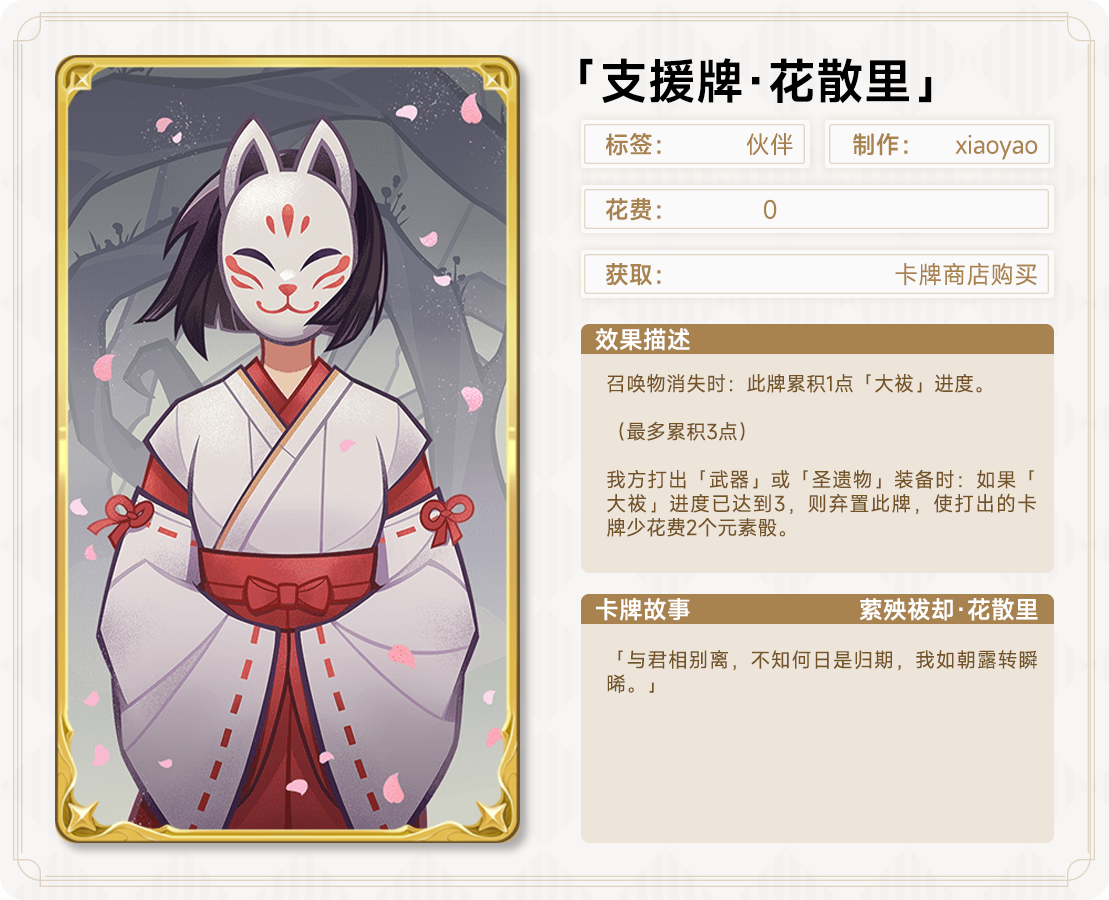 「支援牌·花散里」
标签： 伙伴 制作： xiaoyao
花费： 0
获取： 卡牌商店购买
效果描述
召唤物消失时：此牌累积1点「大祓」进度。
（最多累积3点）
我方打出「武器」或「圣遗物」装备时：如果「
大祓」进度已达到3，则弃置此牌，使打出的卡
牌少花费2个元素骰。
卡牌故事 萦殃祓却·花散里
「与君相别离，不知何日是归期，我如朝露转瞬
晞。」